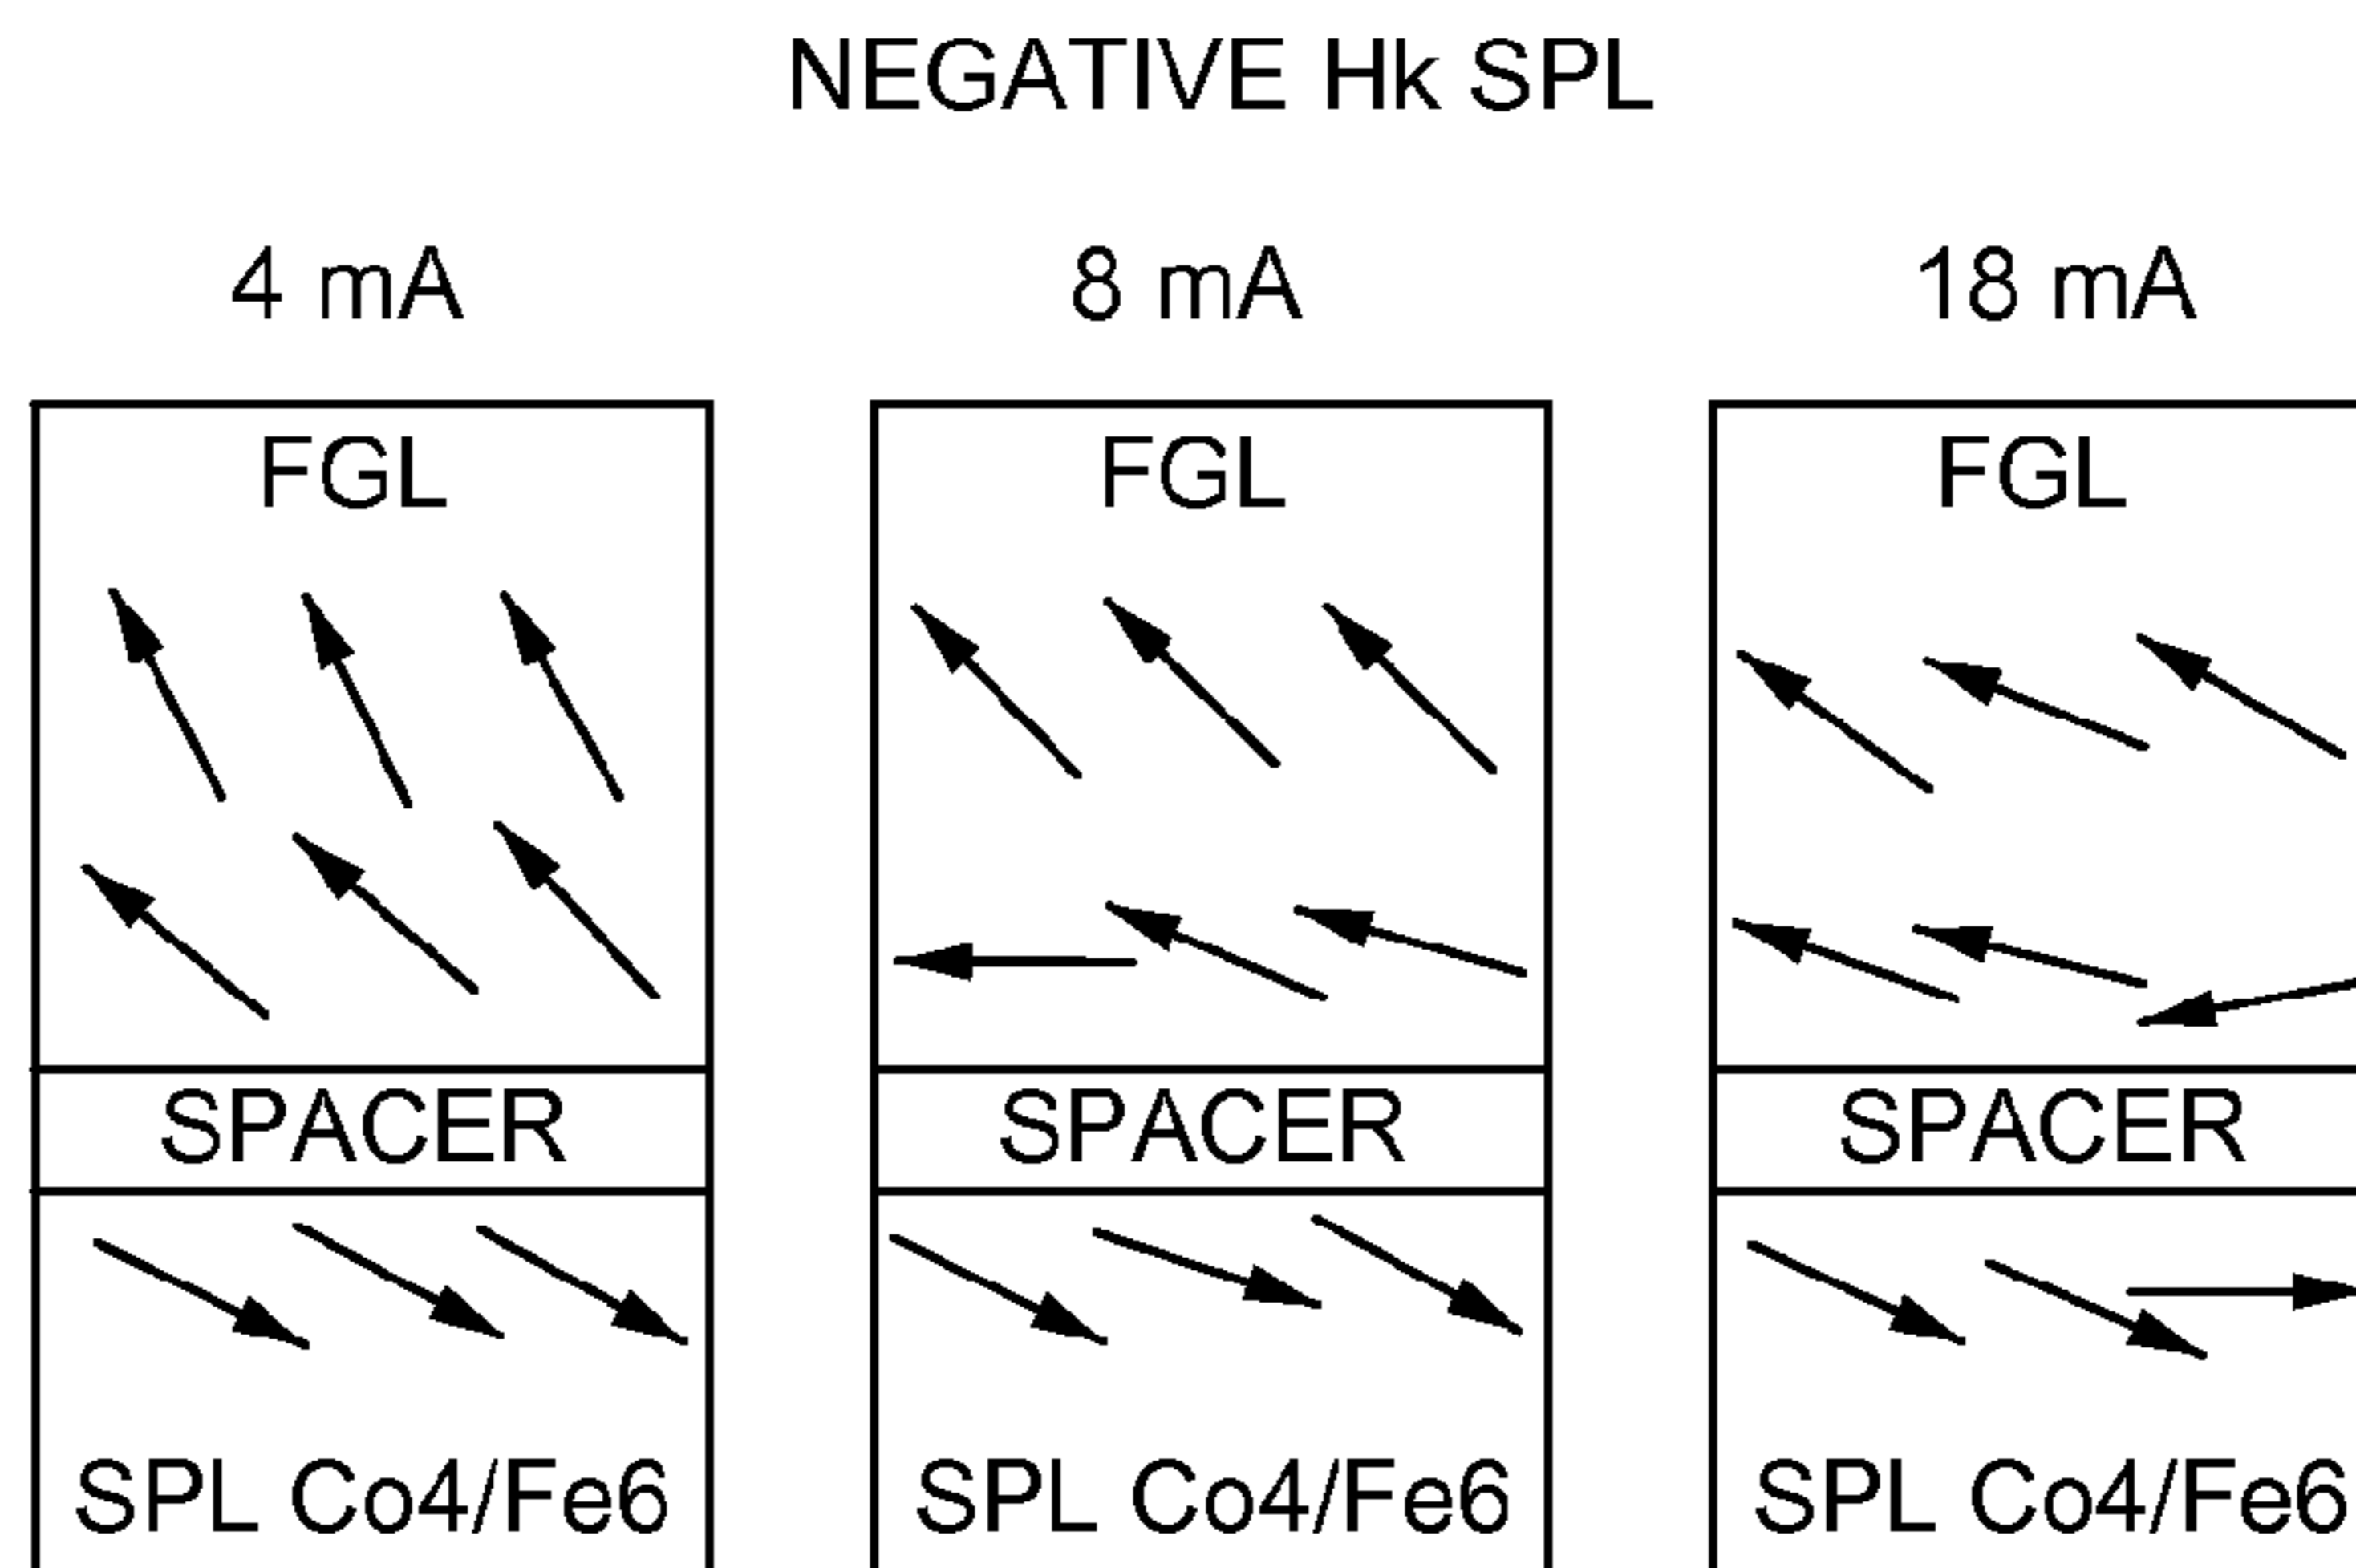 NEGATIVE Hk SPL
4 mA
8 mA
18 mA
FGL
FGL
FGL
SPACER
SPACER
SPACER
SPL Co4/Fe6
SPL Co4/Fe6
SPL Co4/Fe6